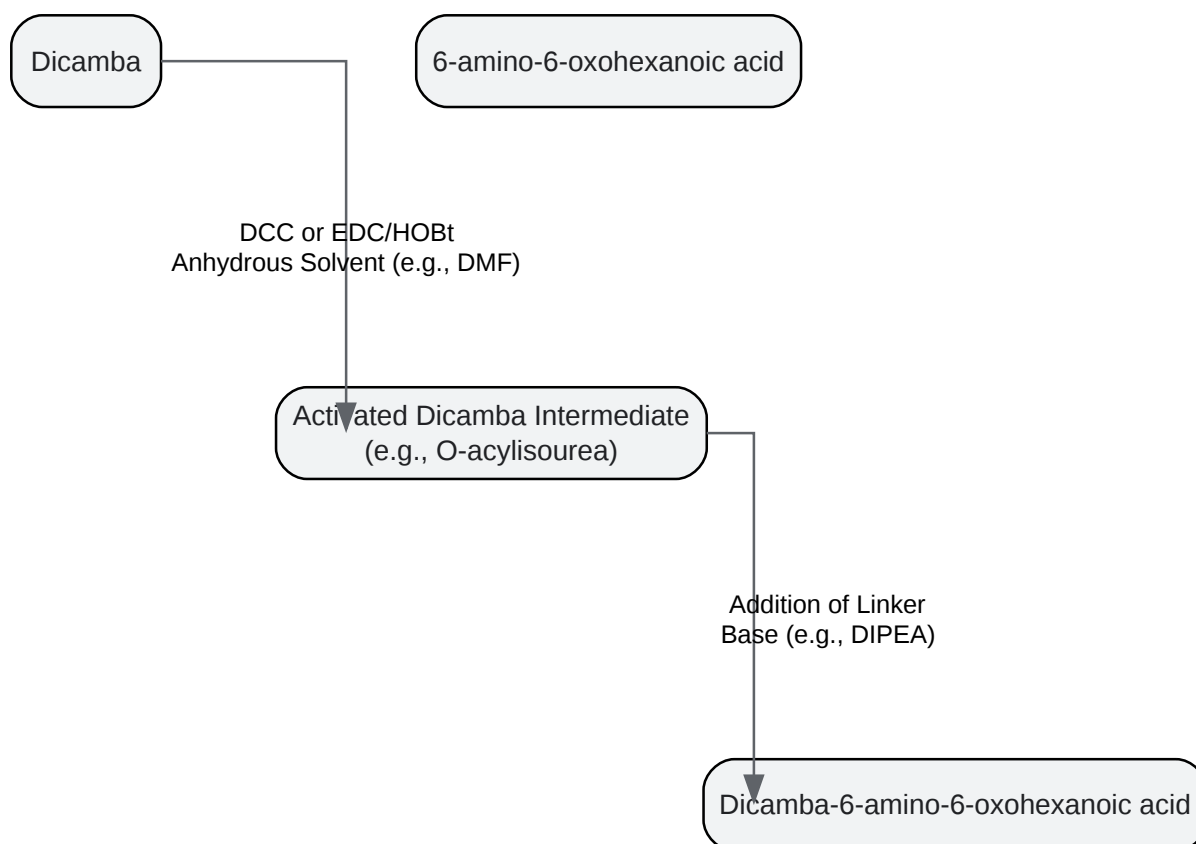 Dicamba
6-amino-6-oxohexanoic acid
DCC or EDC/HOBt
Anhydrous Solvent (e.g., DMF)
Activated Dicamba Intermediate
(e.g., O-acylisourea)
Addition of Linker
Base (e.g., DIPEA)
Dicamba-6-amino-6-oxohexanoic acid